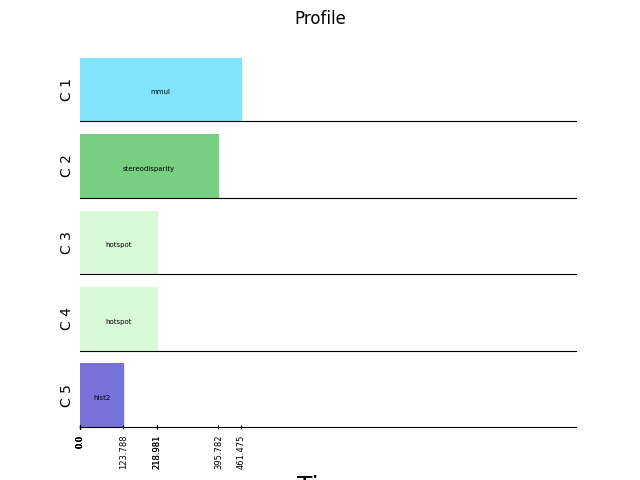 Profile
C 1
mmul
C 2
stereodisparity
C 3
hotspot
C 4
hotspot
C 5
hist2
0.0
123.788
218.981
395.782
461.475